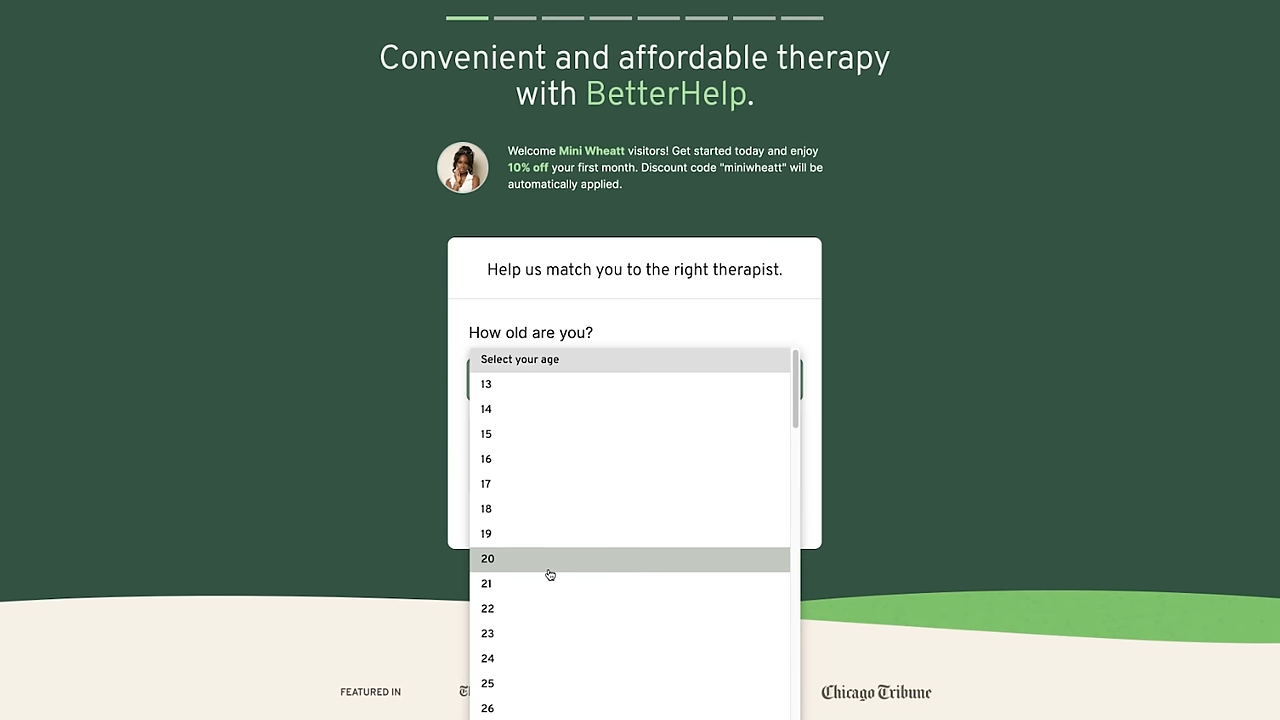 Convenient and affordable therapy
with BetterHelp.
Welcome Mini Wheatt visitors! Get started today and enjoy
10% off your first month. Discount code "miniwheatt" will be
automatically applied.
Help us match you to the right therapist.
How old are you?
Select your age
13
14
15
16
17
18
19
20
21
22
23
24
25
26
FEATURED IN
Chicago Tribune